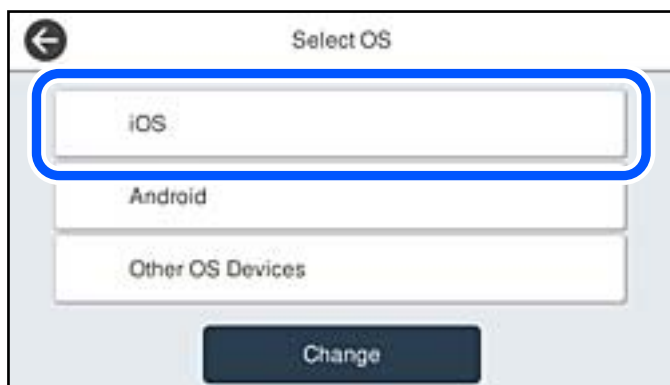 Select OS
iOS
Android
Other OS Devices
Change